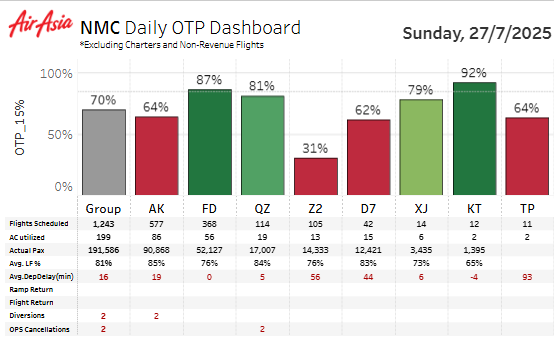 AirAsia NMC Daily OTP Dashboard
*Excluding Charters and Non-Revenue Flights
Sunday, 27/7/2025
OTP_15%
100%
50%
0%
70% 64% 87% 81% 31% 62% 79% 92% 64%
Group AK FD QZ Z2 D7 XJ KT TP
Flights Scheduled 1,243 577 368 114 105 42 14 12 11
AC utilized 199 86 56 19 13 15 6 2 2
Actual Pax 191,586 90,868 52,127 17,007 14,333 12,421 3,435 1,395
Avg. LF % 81% 85% 76% 84% 76% 83% 73% 65%
Avg.DepDelay(min) 16 19 0 5 56 44 6 -4 93
Ramp Return
Flight Return
Diversions 2 2
OPS Cancellations 2 2